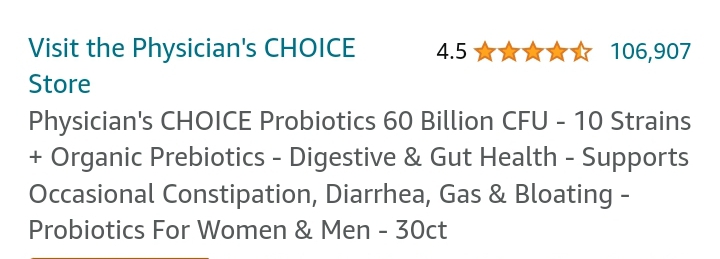 Visit the Physician's CHOICE
Store
4.5 106,907
Physician's CHOICE Probiotics 60 Billion CFU - 10 Strains
+ Organic Prebiotics - Digestive & Gut Health - Supports
Occasional Constipation, Diarrhea, Gas & Bloating -
Probiotics For Women & Men - 30ct